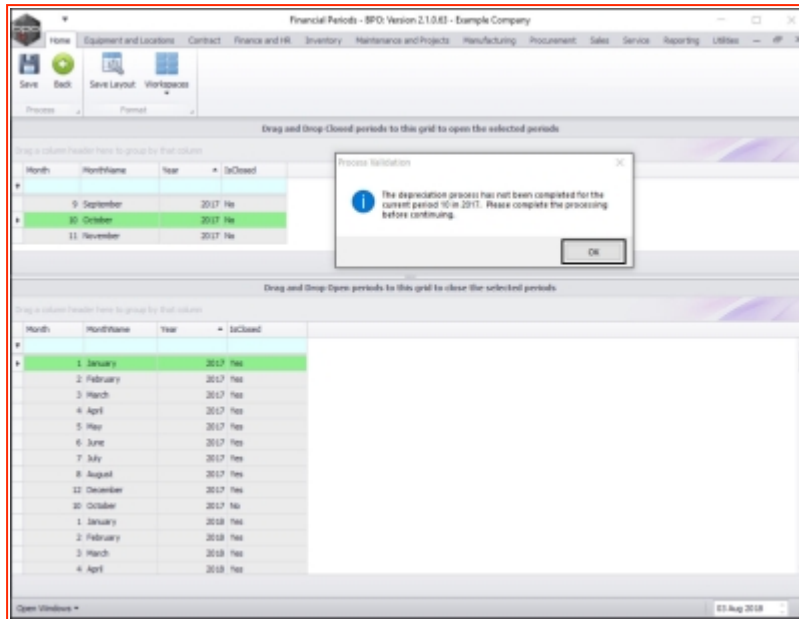 Financial Periods - BPO: Version 2.1.0.63 - Example Company
Home Equipment and Locations Contract Finance and HR Inventory Maintenance and Projects Manufacturing Procurement Sales Service Reporting Utilities
Save Back Save Layout Workspaces
Process Format
Drag and Drop Closed periods to this grid to open the selected periods
Drag a column header here to group by that column
Month MonthName Year IsClosed
9 September 2017 No
10 October 2017 No
11 November 2017 No
Process Validation
The depreciation process has not been completed for the
current period 10 in 2017. Please complete the processing
before continuing.
OK
Drag and Drop Open periods to this grid to close the selected periods
Drag a column header here to group by that column
Month MonthName Year IsClosed
1 January 2017 Yes
2 February 2017 Yes
3 March 2017 Yes
4 April 2017 Yes
5 May 2017 Yes
6 June 2017 Yes
7 July 2017 Yes
8 August 2017 Yes
12 December 2017 Yes
10 October 2017 No
1 January 2018 Yes
2 February 2018 Yes
3 March 2018 Yes
4 April 2018 Yes
Open Windows
03 Aug 2018